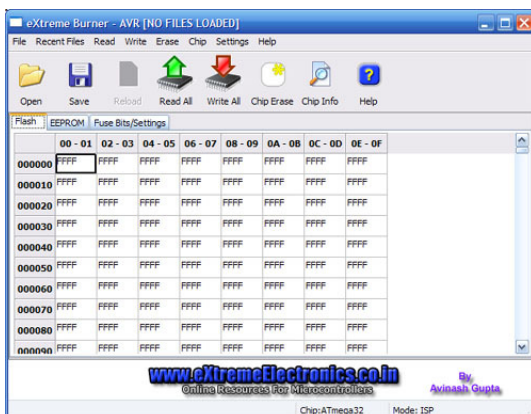 eXtreme Burner - AVR [NO FILES LOADED]
File Recent Files Read Write Erase Chip Settings Help
Open Save Reload Read All Write All Chip Erase Chip Info Help
Flash EEPROM Fuse Bits/Settings
00 - 01 02 - 03 04 - 05 06 - 07 08 - 09 0A - 0B 0C - 0D 0E - 0F
000000 FFFF FFFF FFFF FFFF FFFF FFFF FFFF FFFF
000010 FFFF FFFF FFFF FFFF FFFF FFFF FFFF FFFF
000020 FFFF FFFF FFFF FFFF FFFF FFFF FFFF FFFF
000030 FFFF FFFF FFFF FFFF FFFF FFFF FFFF FFFF
000040 FFFF FFFF FFFF FFFF FFFF FFFF FFFF FFFF
000050 FFFF FFFF FFFF FFFF FFFF FFFF FFFF FFFF
000060 FFFF FFFF FFFF FFFF FFFF FFFF FFFF FFFF
000070 FFFF FFFF FFFF FFFF FFFF FFFF FFFF FFFF
000080 FFFF FFFF FFFF FFFF FFFF FFFF FFFF FFFF
000090 FFFF FFFF FFFF FFFF FFFF FFFF FFFF FFFF
www.eXtremeElectronics.co.in
Online Resources For Microcontrollers
By,
Avinash Gupta
Chip:ATmega32 Mode: ISP